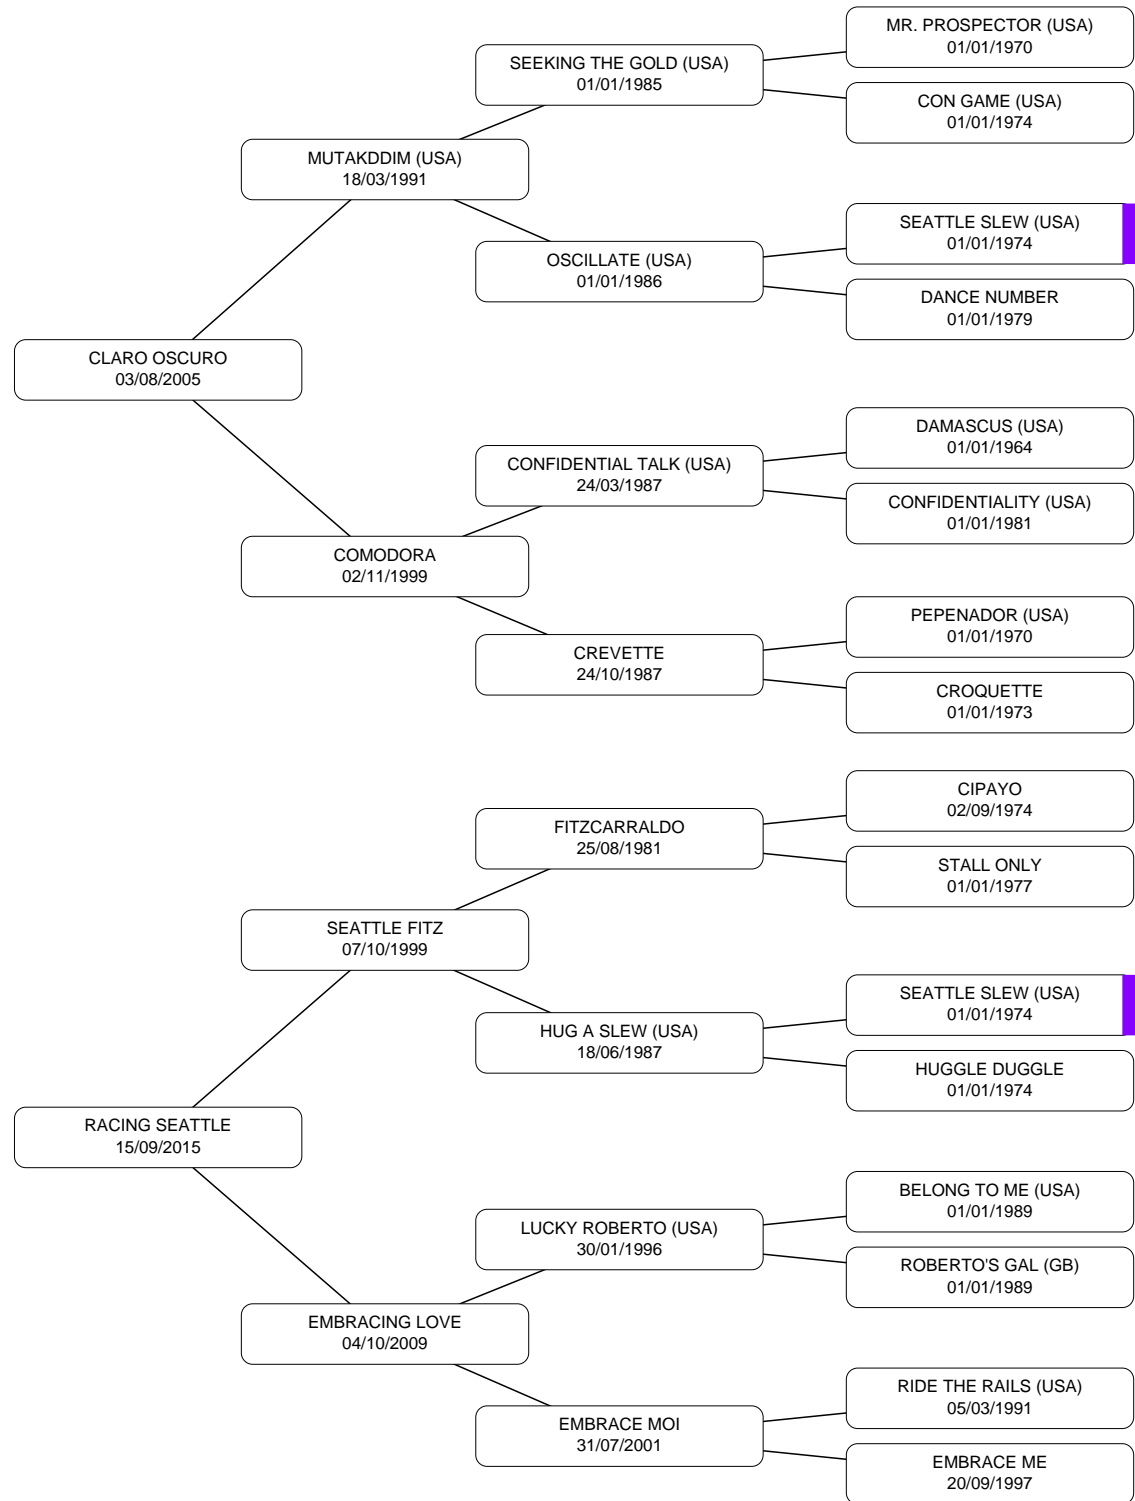 MR. PROSPECTOR (USA)
01/01/1970
SEEKING THE GOLD (USA)
01/01/1985
CON GAME (USA)
01/01/1974
MUTAKDDIM (USA)
18/03/1991
SEATTLE SLEW (USA)
01/01/1974
OSCILLATE (USA)
01/01/1986
DANCE NUMBER
01/01/1979
CLARO OSCURO
03/08/2005
DAMASCUS (USA)
01/01/1964
CONFIDENTIAL TALK (USA)
24/03/1987
CONFIDENTIALITY (USA)
01/01/1981
COMODORA
02/11/1999
PEPENADOR (USA)
01/01/1970
CREVETTE
24/10/1987
CROQUETTE
01/01/1973
CIPAYO
02/09/1974
FITZCARRALDO
25/08/1981
STALL ONLY
01/01/1977
SEATTLE FITZ
07/10/1999
SEATTLE SLEW (USA)
01/01/1974
HUG A SLEW (USA)
18/06/1987
HUGGLE DUGGLE
01/01/1974
RACING SEATTLE
15/09/2015
BELONG TO ME (USA)
01/01/1989
LUCKY ROBERTO (USA)
30/01/1996
ROBERTO'S GAL (GB)
01/01/1989
EMBRACING LOVE
04/10/2009
RIDE THE RAILS (USA)
05/03/1991
EMBRACE MOI
31/07/2001
EMBRACE ME
20/09/1997